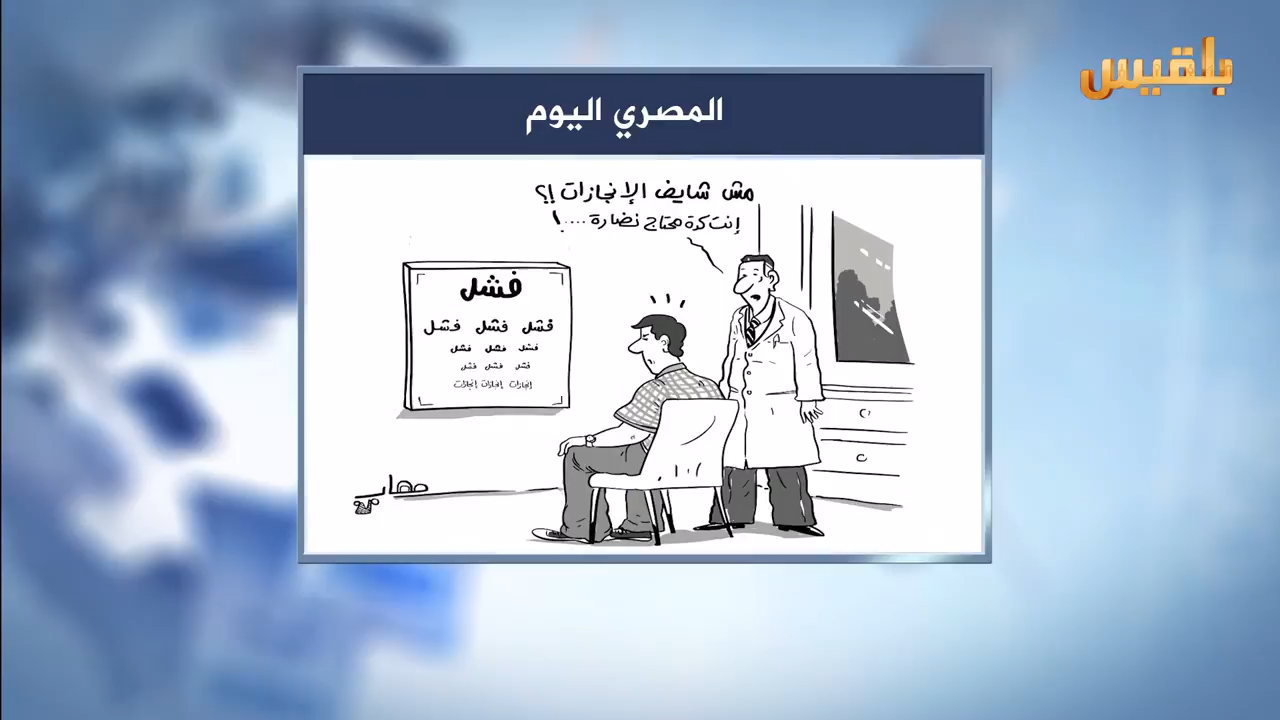 بلقيس
المصري اليوم
مش شايف الإنجازات !؟
إنت كدة محتاج نضارة ....!
فشل
فشل فشل فشل
فشل فشل فشل
فشل فشل فشل
إنجازات إنجازات إنجازات
مهاب